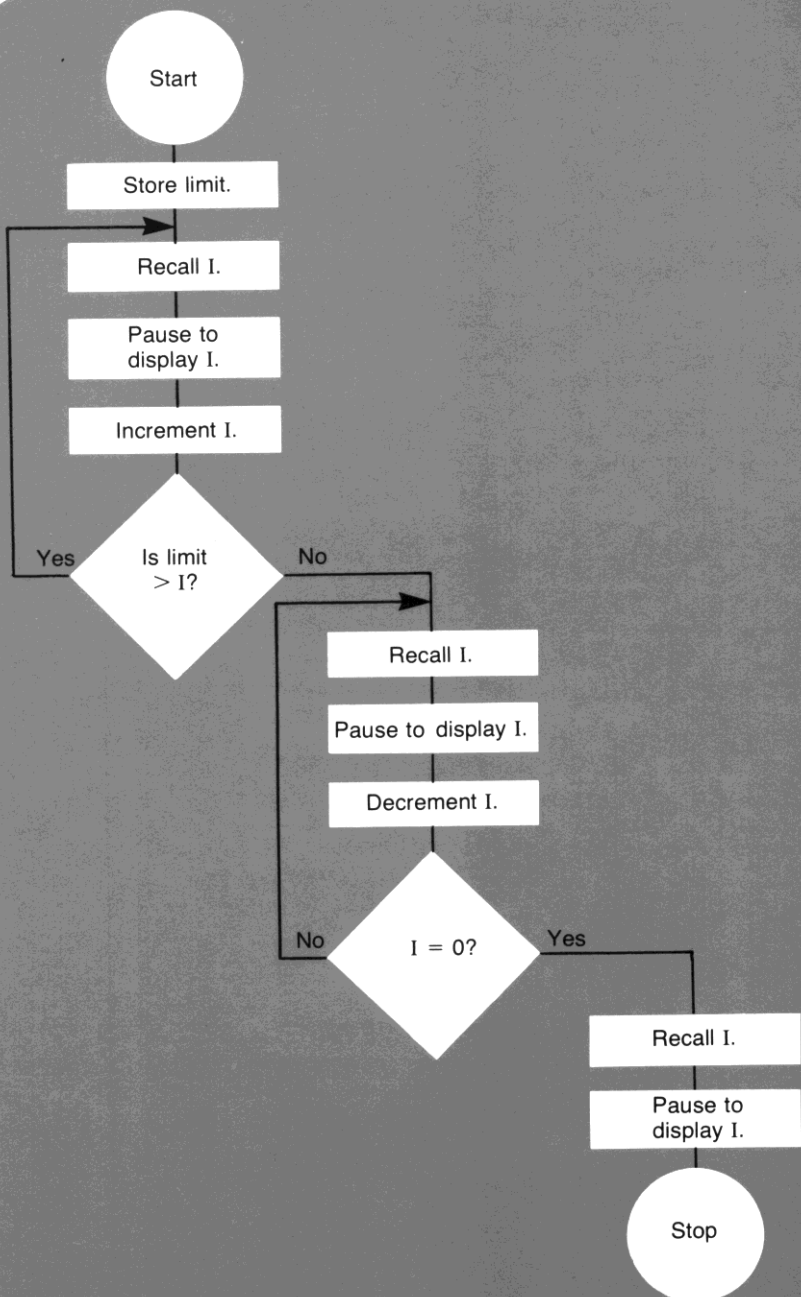 Start
Store limit.
Recall I.
Pause to
display I.
Increment I.
Is limit
> I?
Yes
No
Recall I.
Pause to display I.
Decrement I.
I = 0?
No
Yes
Recall I.
Pause to
display I.
Stop